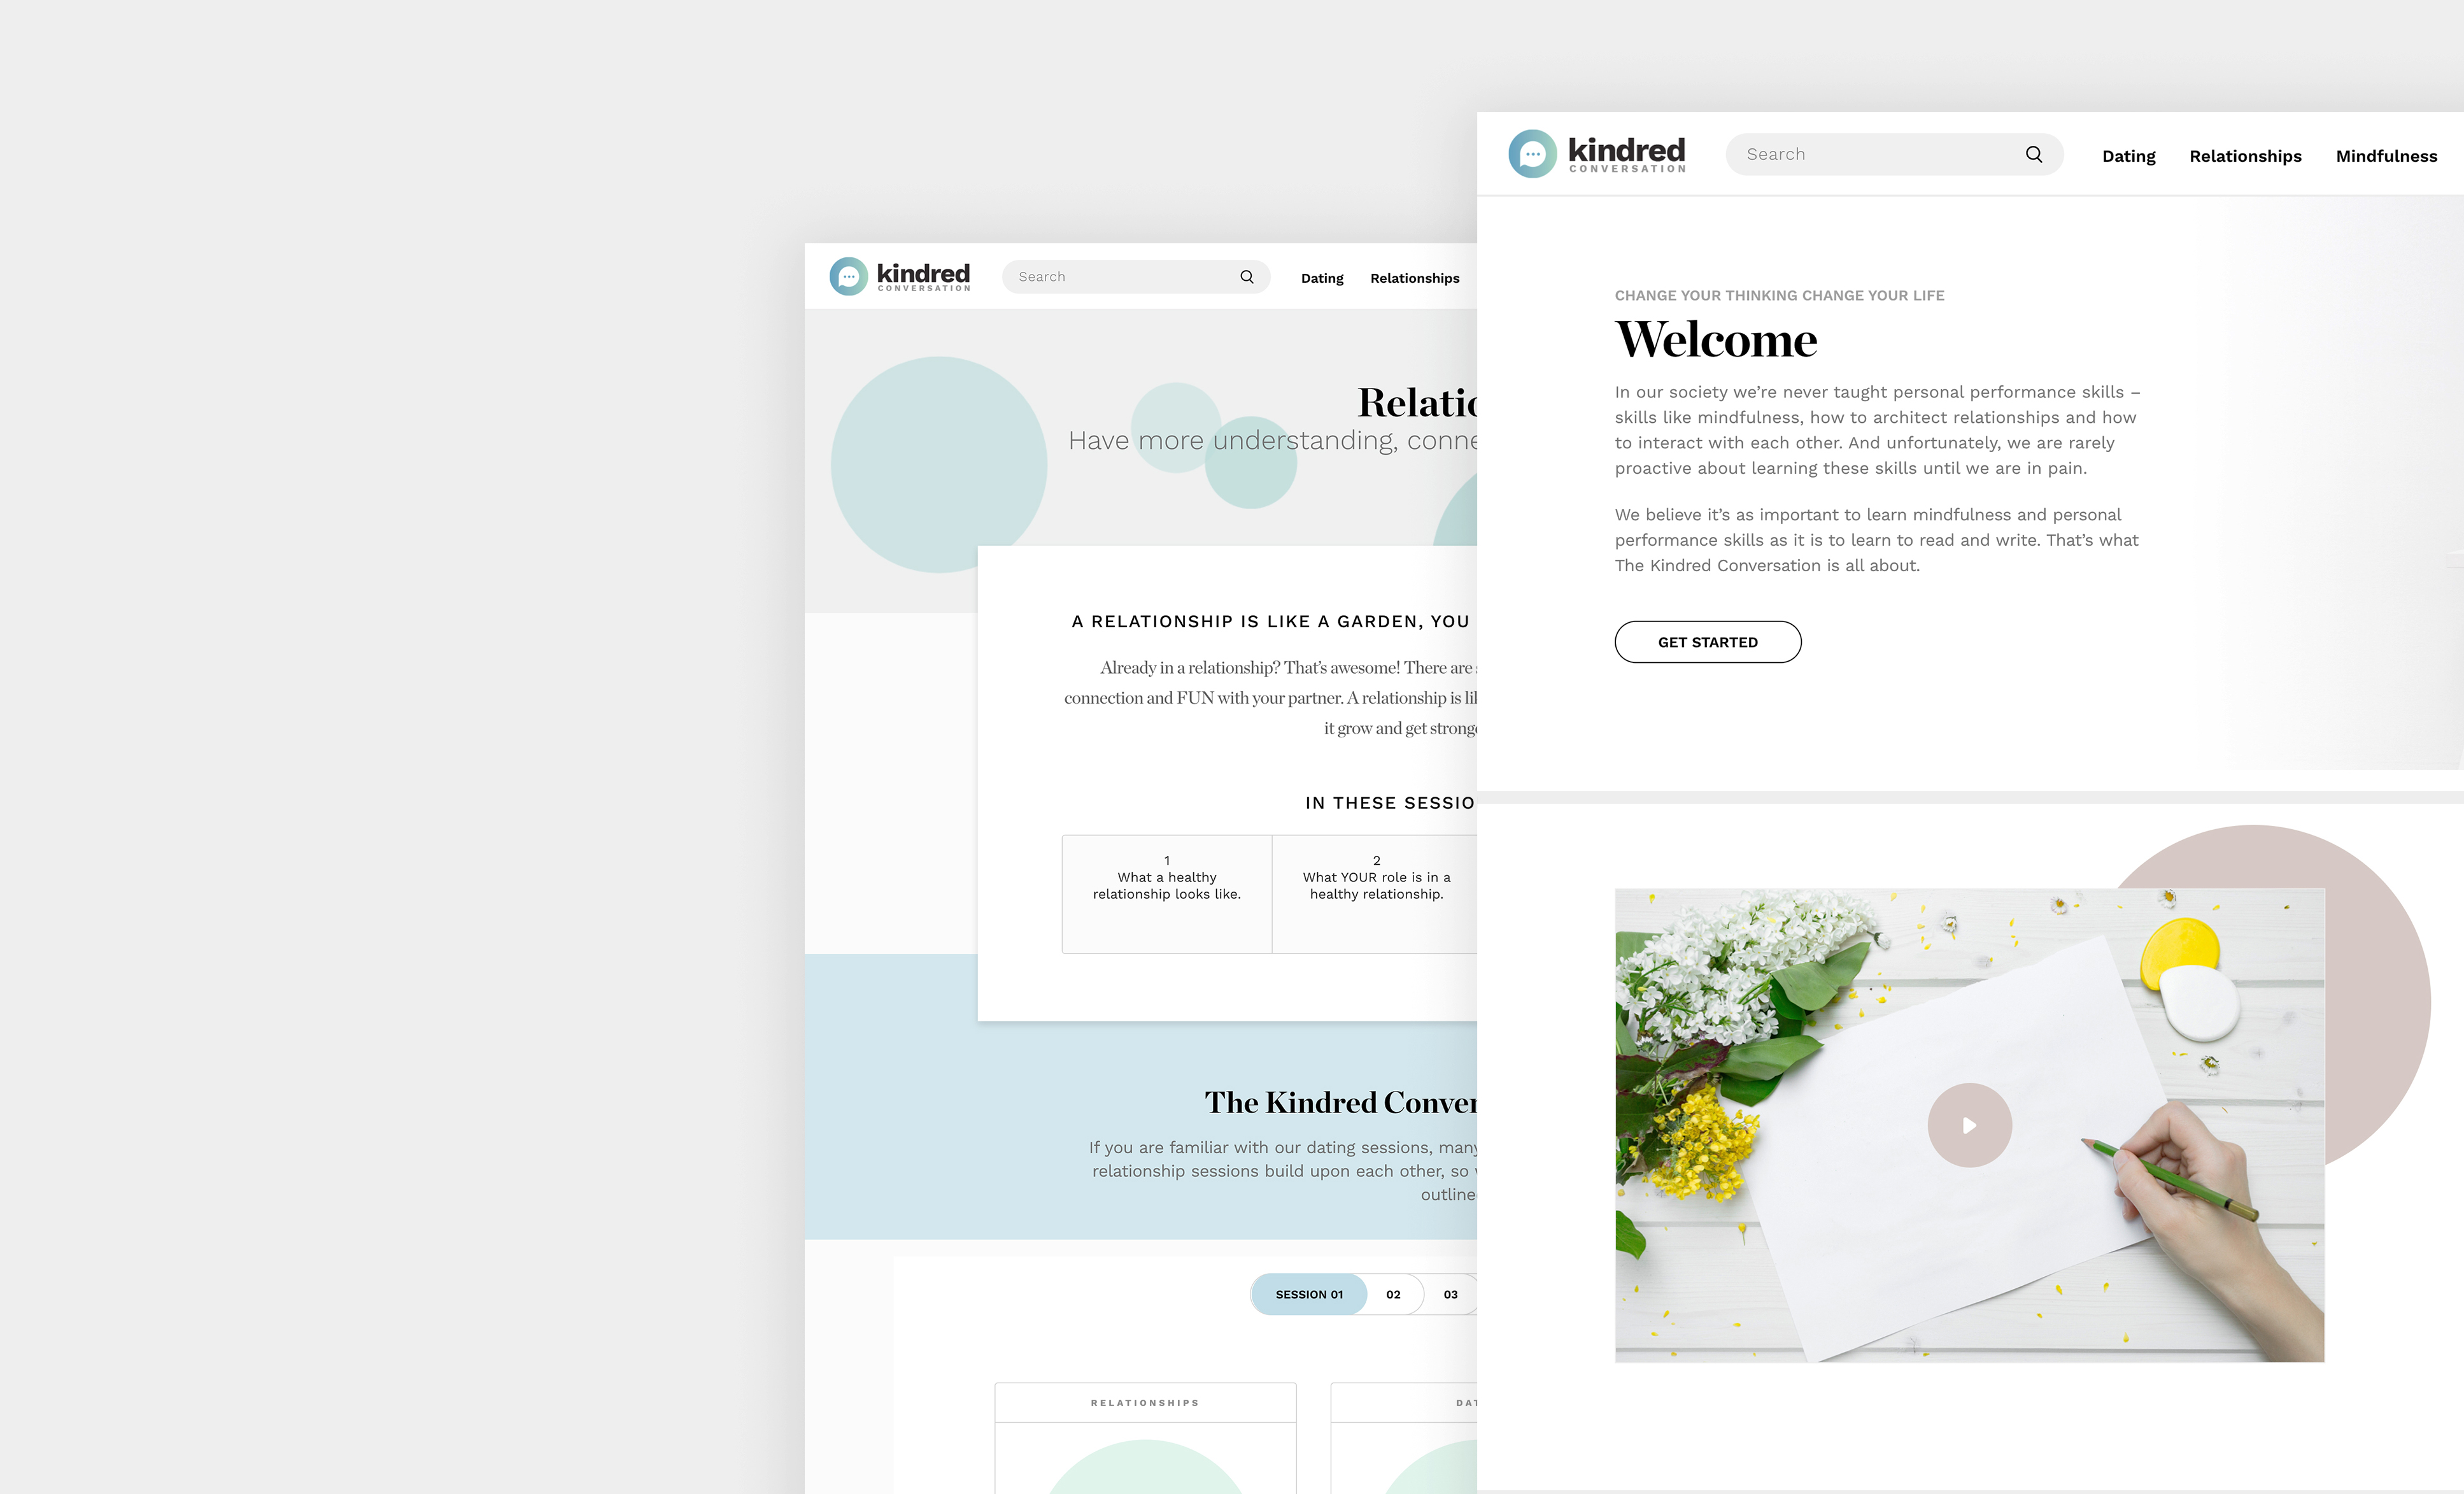 kindred
CONVERSATION
Search
Dating
Relationships
Have more understanding,
A RELATIONSHIP IS LIKE A GARDEN, YOU
Already in a relationship? That’s awesome! There are
connection and FUN with your partner. A relationship is
it grow and get
IN THESE
1
What a healthy
relationship looks like.
2
What YOUR role is in a
healthy relationship.
The Kindred
If you are familiar with our dating sessions, many
relationship sessions build upon each other, so
SESSION 01
02
03
RELATIONSHIPS
kindred
CONVERSATION
Search
Dating
Relationships
Mindfulness
CHANGE YOUR THINKING CHANGE YOUR LIFE
Welcome
In our society we’re never taught personal performance skills –
skills like mindfulness, how to architect relationships and how
to interact with each other. And unfortunately, we are rarely
proactive about learning these skills until we are in pain.
We believe it’s as important to learn mindfulness and personal
performance skills as it is to learn to read and write. That’s what
The Kindred Conversation is all about.
GET STARTED